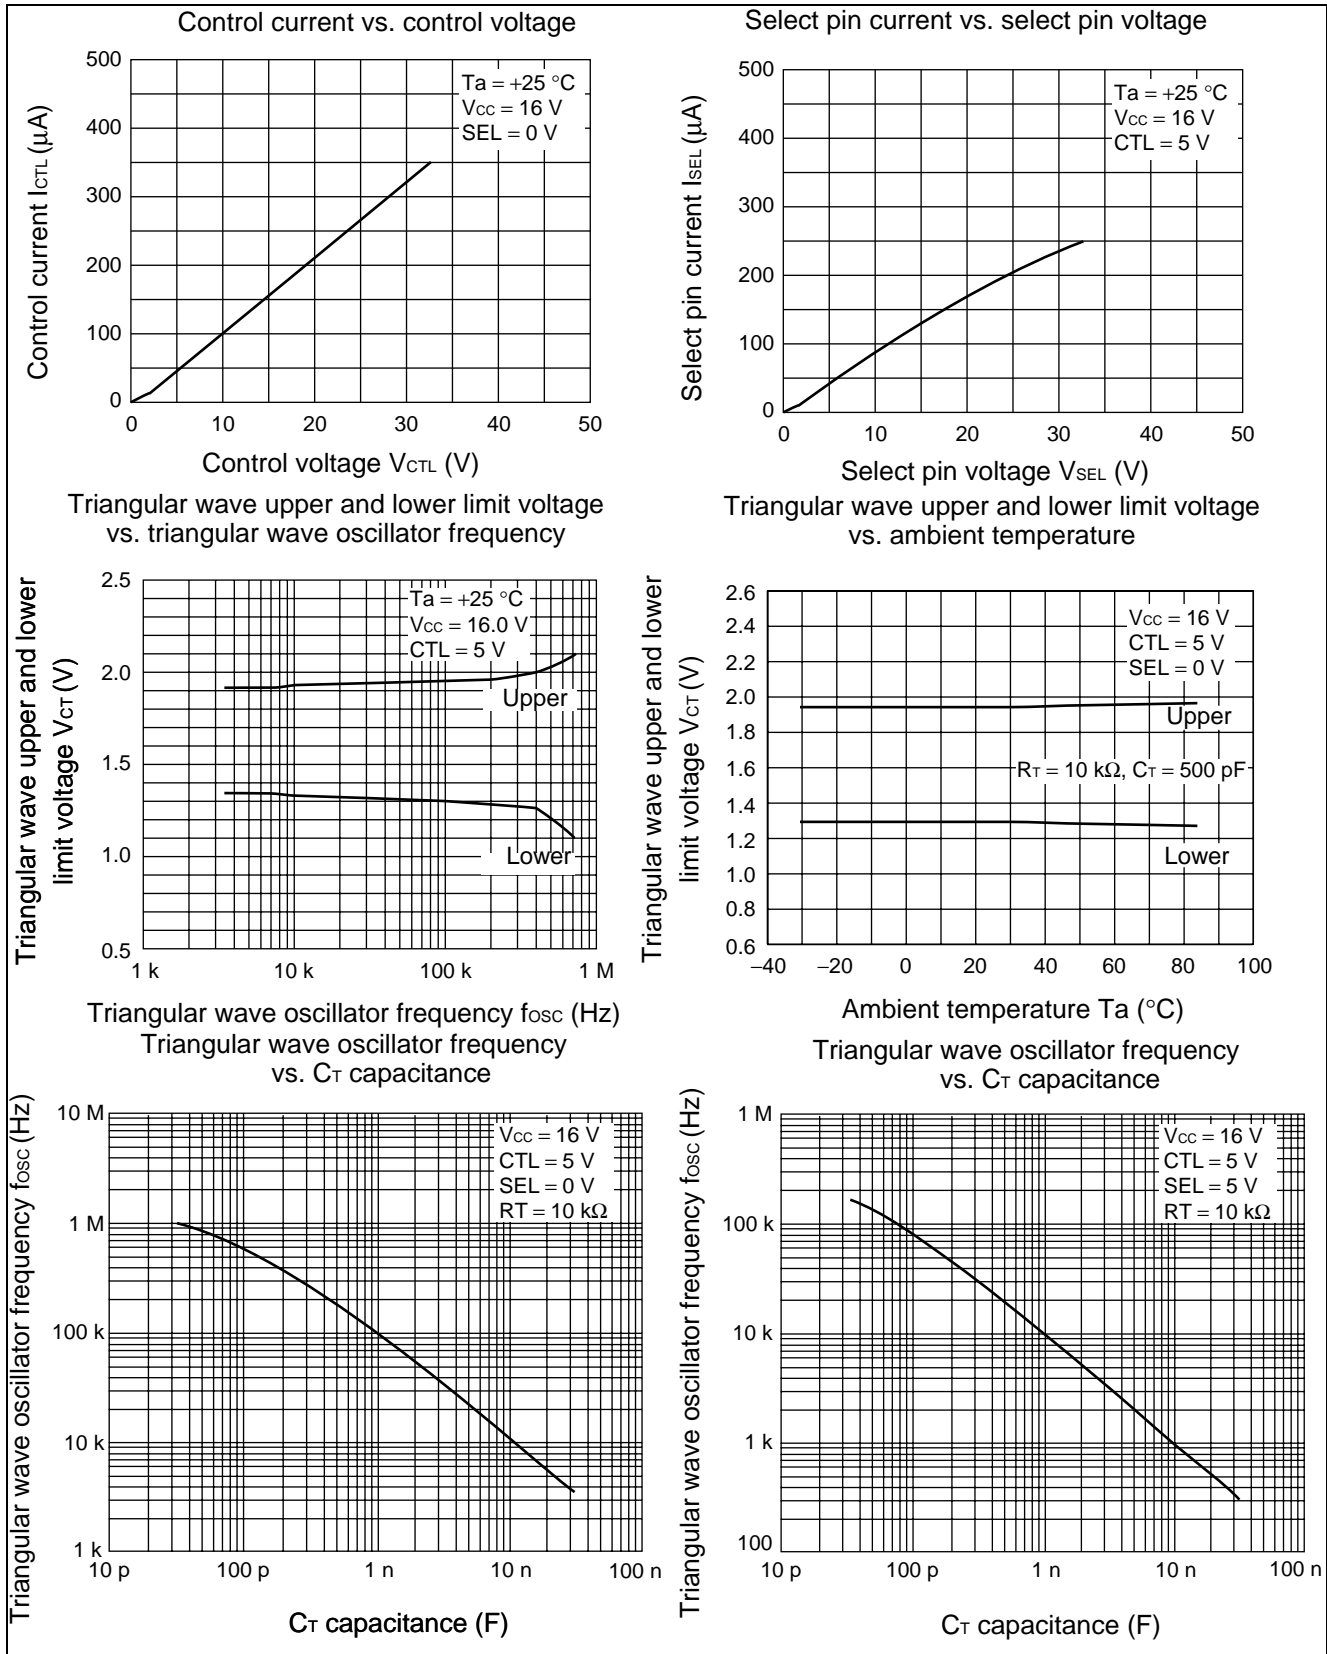 Control current vs. control voltage
Control current ICTL (μA)
500
400
300
200
100
0
Ta = +25 °C
VCC = 16 V
SEL = 0 V
0 10 20 30 40 50
Control voltage VCTL (V)
Select pin current vs. select pin voltage
Select pin current ISEL (μA)
500
400
300
200
100
0
Ta = +25 °C
VCC = 16 V
CTL = 5 V
0 10 20 30 40 50
Select pin voltage VSEL (V)
Triangular wave upper and lower limit voltage
vs. triangular wave oscillator frequency
Triangular wave upper and lower
limit voltage VCT (V)
2.5
2.0
1.5
1.0
0.5
Ta = +25 °C
VCC = 16.0 V
CTL = 5 V
Upper
Lower
1 k 10 k 100 k 1 M
Triangular wave oscillator frequency fOSC (Hz)
Triangular wave upper and lower limit voltage
vs. ambient temperature
Triangular wave upper and lower
limit voltage VCT (V)
2.6
2.4
2.2
2.0
1.8
1.6
1.4
1.2
1.0
0.8
0.6
VCC = 16 V
CTL = 5 V
SEL = 0 V
Upper
RT = 10 kΩ, CT = 500 pF
Lower
−40 −20 0 20 40 60 80 100
Ambient temperature Ta (°C)
Triangular wave oscillator frequency
vs. CT capacitance
Triangular wave oscillator frequency fOSC (Hz)
10 M
1 M
100 k
10 k
1 k
VCC = 16 V
CTL = 5 V
SEL = 0 V
RT = 10 kΩ
10 p 100 p 1 n 10 n 100 n
CT capacitance (F)
Triangular wave oscillator frequency
vs. CT capacitance
Triangular wave oscillator frequency fOSC (Hz)
1 M
100 k
10 k
1 k
100
VCC = 16 V
CTL = 5 V
SEL = 5 V
RT = 10 kΩ
10 p 100 p 1 n 10 n 100 n
CT capacitance (F)